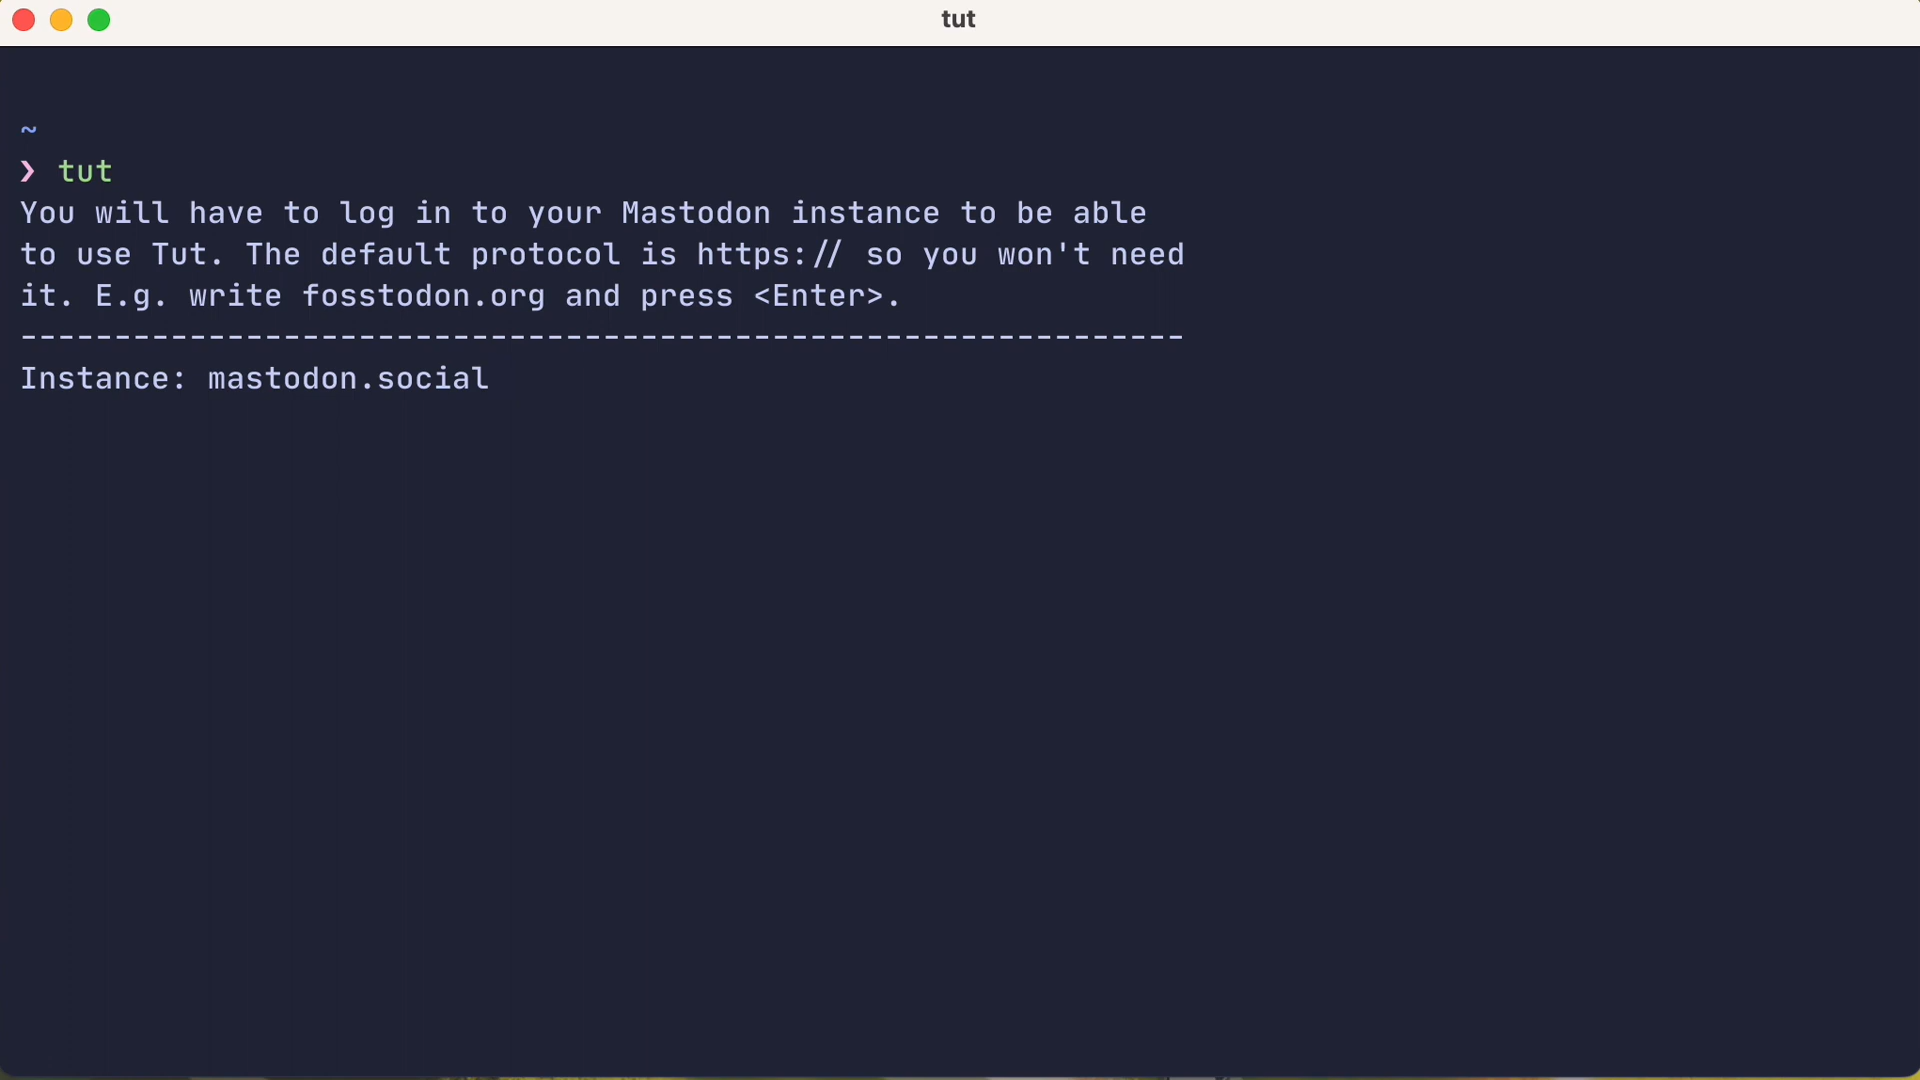 tut
~
❯ tut
You will have to log in to your Mastodon instance to be able
to use Tut. The default protocol is https:// so you won't need
it. E.g. write fosstodon.org and press <Enter>.
--------------------------------------------------------------
Instance: mastodon.social